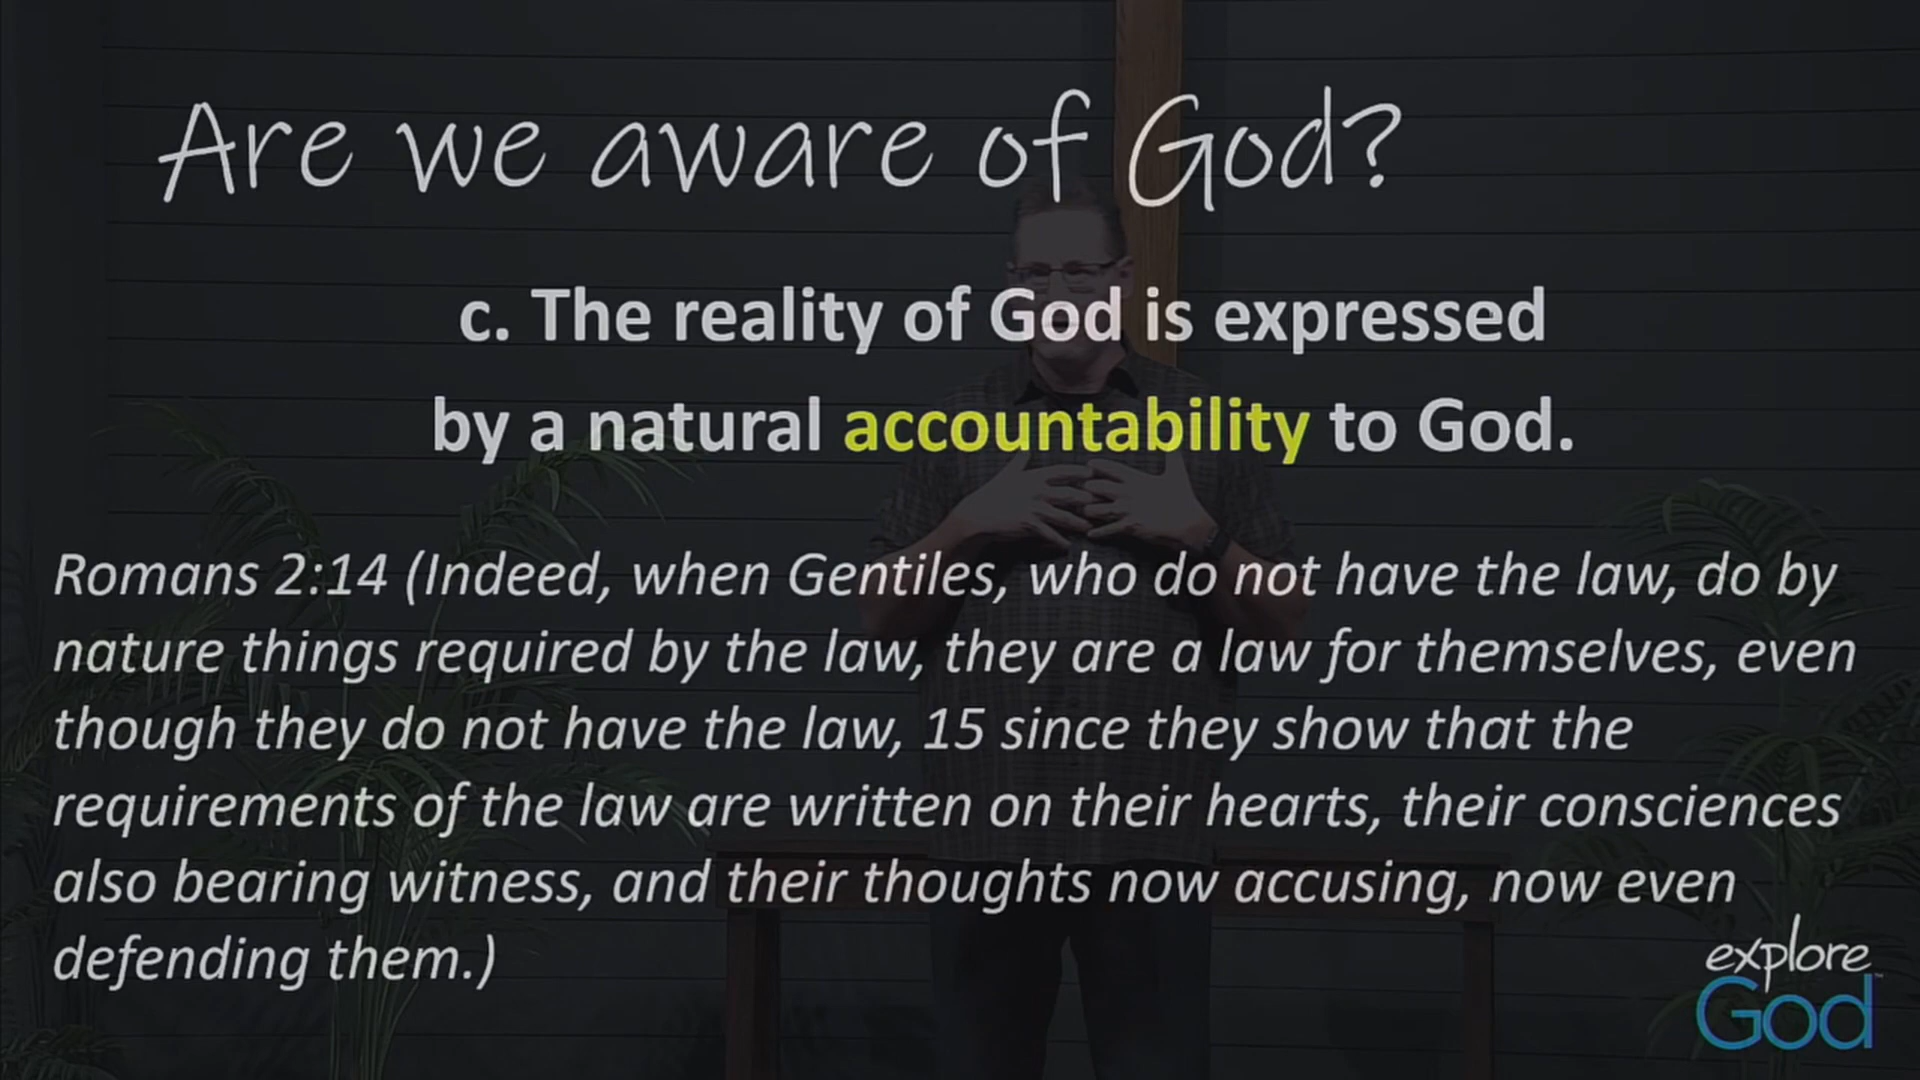 Are we aware of God?
c. The reality of God is expressed
by a natural accountability to God.
Romans 2:14 (Indeed, when Gentiles, who do not have the law, do by
nature things required by the law, they are a law for themselves, even
though they do not have the law, 15 since they show that the
requirements of the law are written on their hearts, their consciences
also bearing witness, and their thoughts now accusing, now even
defending them.)
explore
God